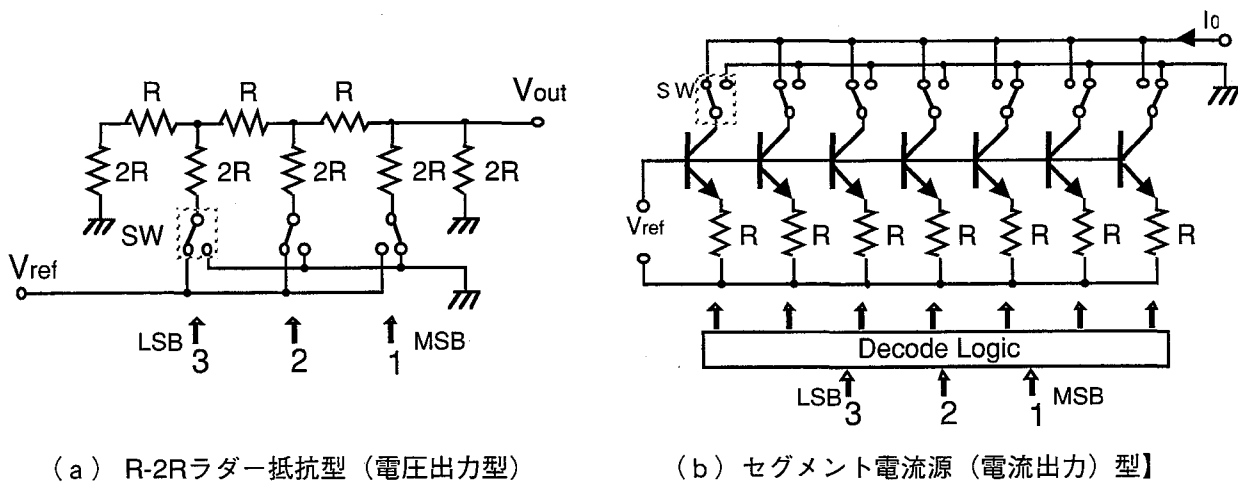 R R R Vout
2R 2R 2R 2R 2R
SW
Vref
LSB 3 2 1 MSB
(a) R-2Rラダー抵抗型(電圧出力型)
I0
SW
Vref
R R R R R R R
Decode Logic
LSB 3 2 1 MSB
(b)セグメント電流源(電流出力)型】